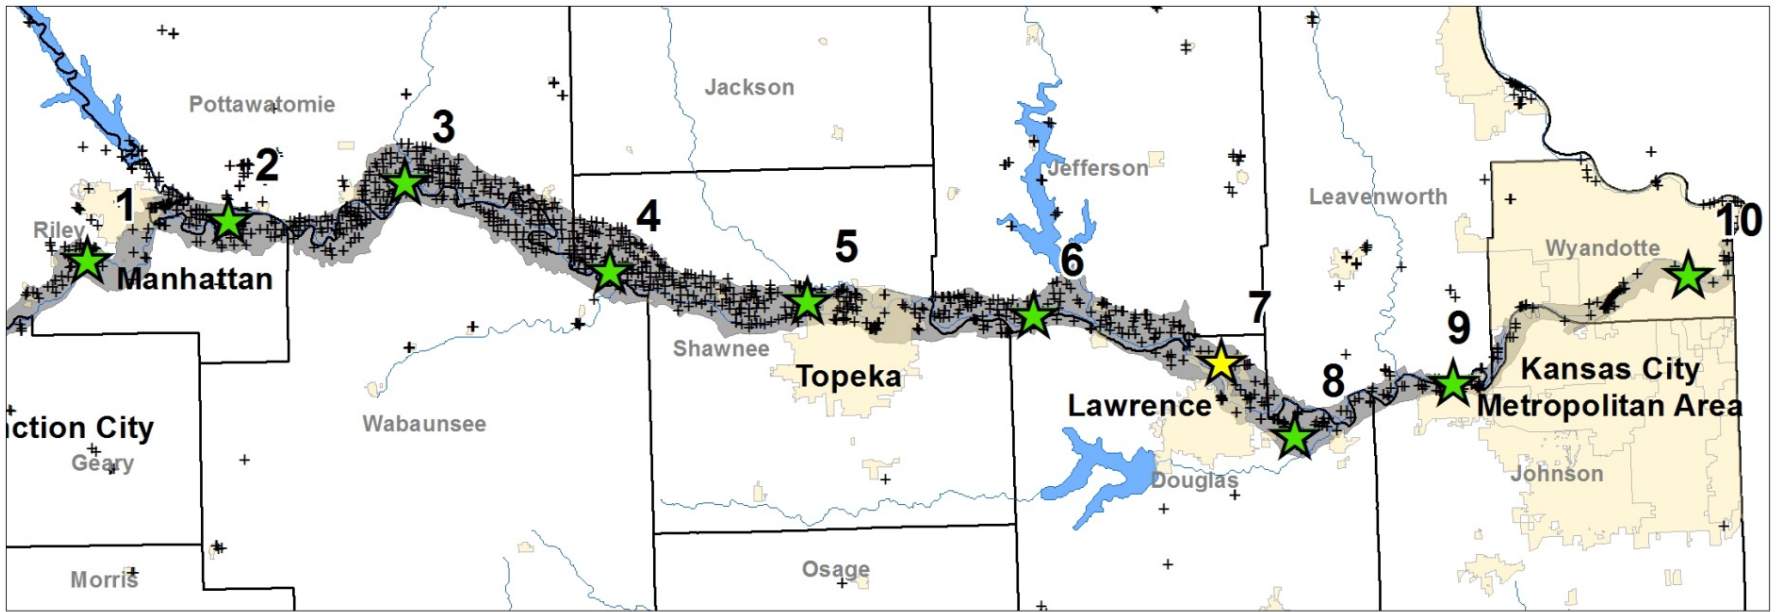 Jackson
Pottawatomie
3
2
Jefferson
Leavenworth
1
4
10
Riley
5
Wyandotte
Manhattan
6
7
Shawnee
9
Topeka
8
Kansas City
Lawrence
Metropolitan Area
Wabaunsee
ction City
Geary
Douglas
Johnson
Morris
Osage